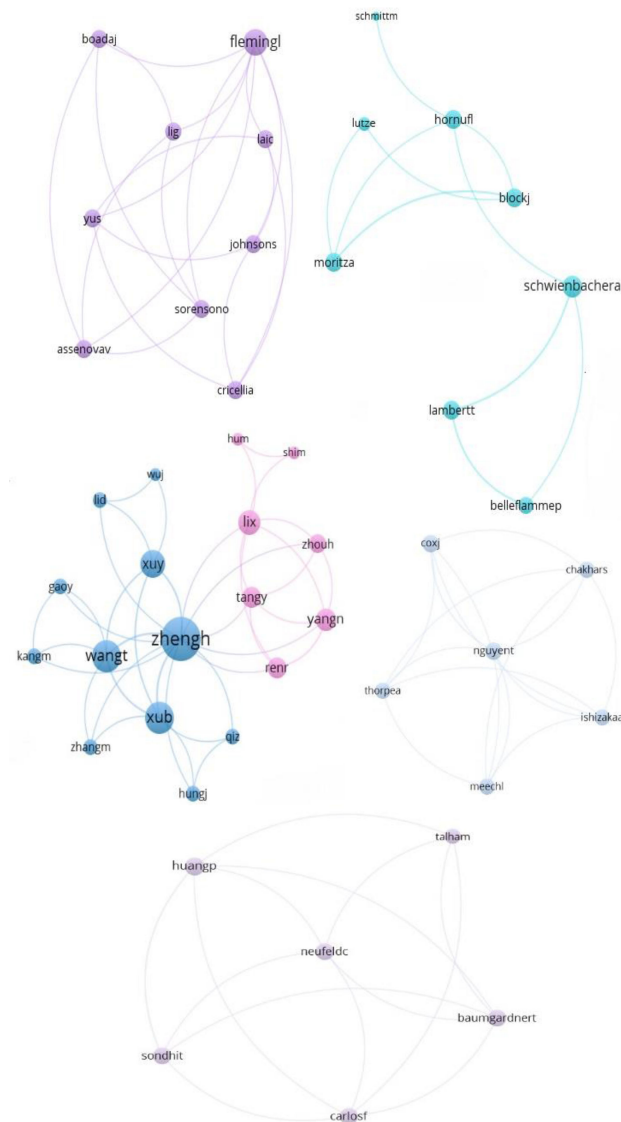 boadaj
flemingl
lig
laic
yus
johnsons
sorensono
assenovav
cricellia
schmittm
hornufl
lutze
blockj
moritza
schwienbachera
lambertt
belleflammep
hum
shim
wuj
lid
lix
xuy
zhouh
gaoy
tangy
zhengh
yangn
kangm
wangt
renr
xub
qiz
zhangm
hungj
coxj
chakhars
nguyent
thorpea
ishizakaa
meechl
talham
huangp
neufeldc
baumgardnert
sondhit
carlosf